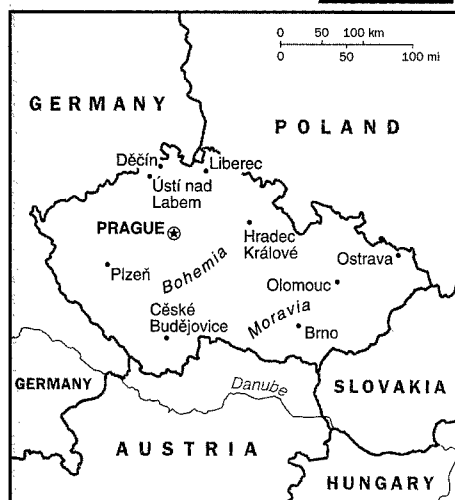 0 50 100 km
0 50 100 mi
GERMANY
POLAND
Děčín
Liberec
Ústí nad
Labem
PRAGUE
Hradec
Králové
Ostrava
Bohemia
Plzeň
Olomouc
Moravia
Cěské
Budějovice
Brno
GERMANY
Danube
SLOVAKIA
AUSTRIA
HUNGARY